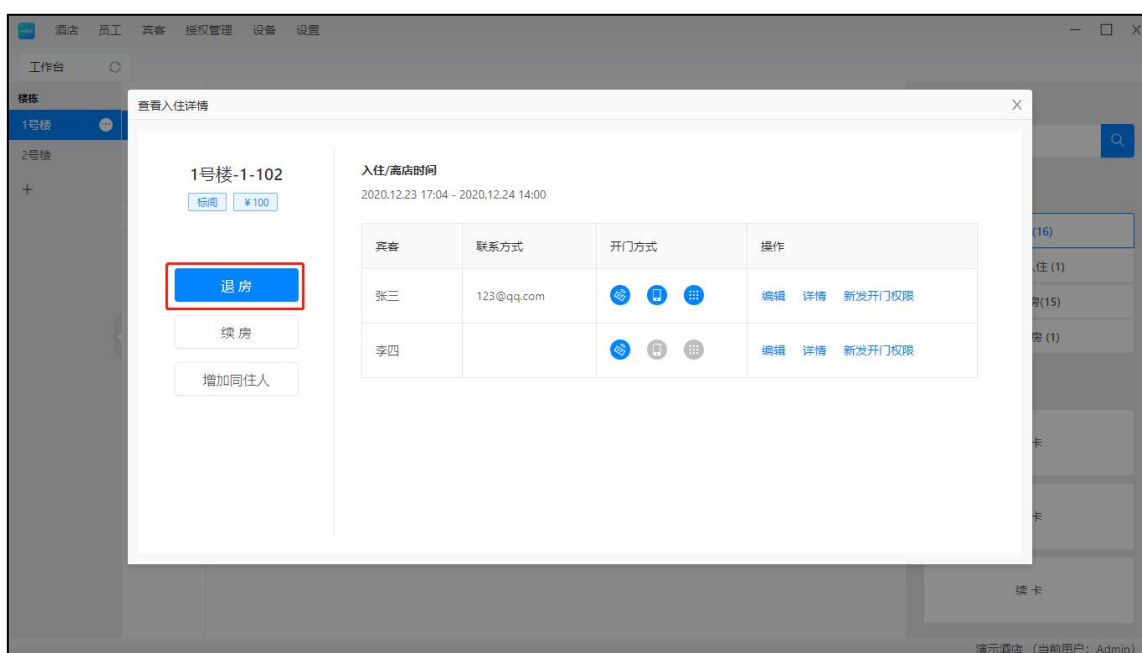 酒店 员工 宾客 授权管理 设备 设置
工作台
楼栋
1号楼
2号楼
查看入住详情
1号楼-1-102
标间 ￥100
退房
续房
增加同住人
入住/离店时间
2020.12.23 17:04 - 2020.12.24 14:00
宾客 联系方式 开门方式 操作
张三 123@qq.com 编辑 详情 新发开门权限
李四 编辑 详情 新发开门权限
(16)
住 (1)
(15)
房 (1)
卡
卡
续卡
演示酒店 （当前用户：Admin）